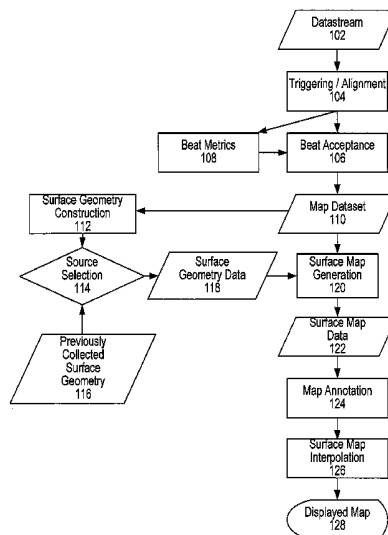 Datastream
102
Triggering / Alignment
104
Beat Metrics
108
Beat Acceptance
106
Surface Geometry
Construction
112
Map Dataset
110
Source
Selection
114
Surface
Geometry Data
118
Surface Map
Generation
120
Previously
Collected
Surface
Geometry
116
Surface Map
Data
122
Map Annotation
124
Surface Map
Interpolation
126
Displayed Map
128